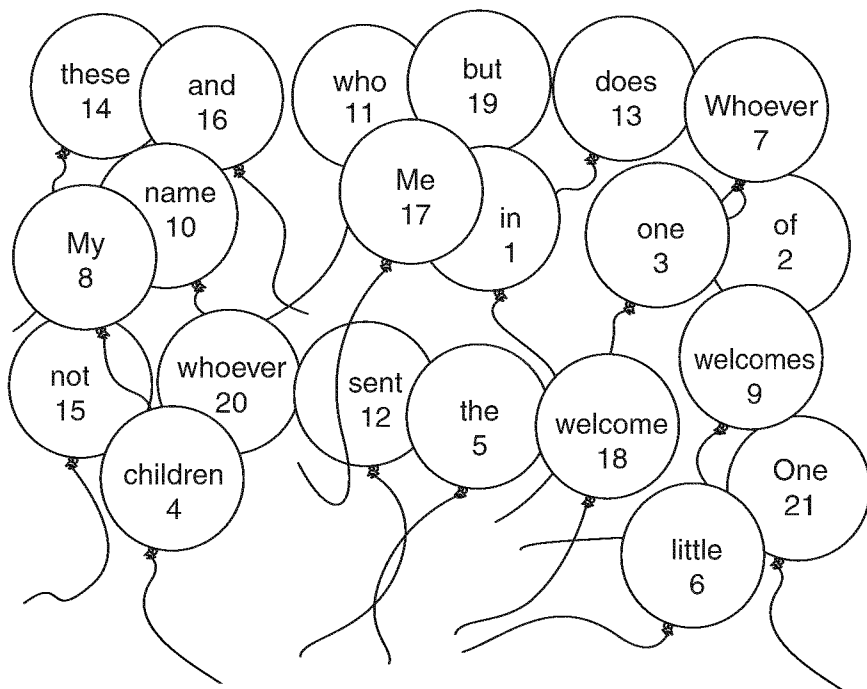 these
14
and
16
who
11
but
19
does
13
Whoever
7
name
10
Me
17
in
1
one
3
of
2
My
8
not
15
whoever
20
sent
12
the
5
welcome
18
welcomes
9
children
4
One
21
little
6